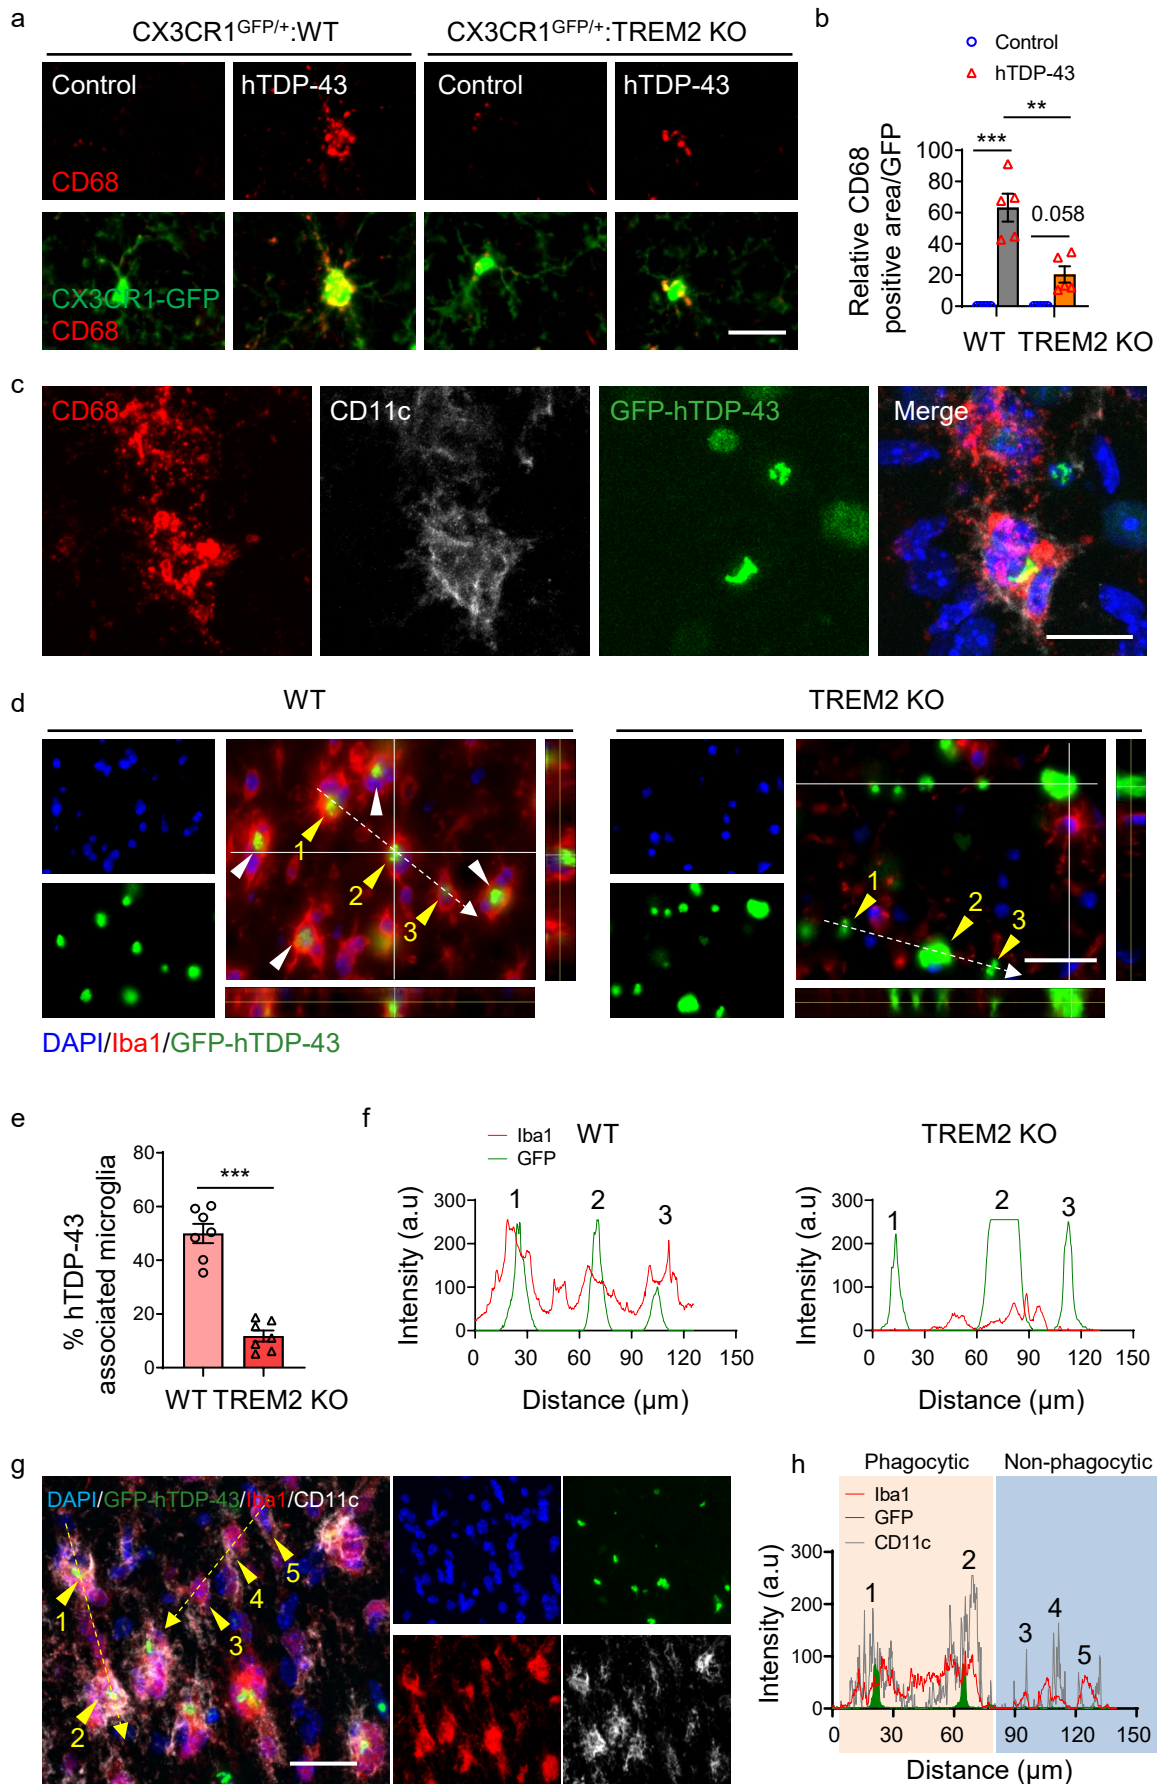 a
CX3CR1GFP/+:WT
CX3CR1GFP/+:TREM2 KO
Control
hTDP-43
Control
hTDP-43
CD68
CX3CR1-GFP
CD68
b
Control
hTDP-43
**
***
0.058
Relative CD68
positive area/GFP
100
80
60
40
20
0
WT
TREM2 KO
c
CD68
CD11c
GFP-hTDP-43
Merge
d
WT
TREM2 KO
1
2
3
1
2
3
DAPI/Iba1/GFP-hTDP-43
e
% hTDP-43
associated microglia
80
60
40
20
0
***
WT
TREM2 KO
f
Iba1
GFP
WT
1
2
3
Intensity (a.u)
300
200
100
0
0
30
60
90
120
150
Distance (µm)
TREM2 KO
1
2
3
Intensity (a.u)
300
200
100
0
0
30
60
90
120
150
Distance (µm)
g
DAPI/GFP-hTDP-43/Iba1/CD11c
1
2
3
4
5
h
Phagocytic
Non-phagocytic
Iba1
GFP
CD11c
1
2
3
4
5
Intensity (a.u)
300
200
100
0
0
30
60
90
120
150
Distance (µm)